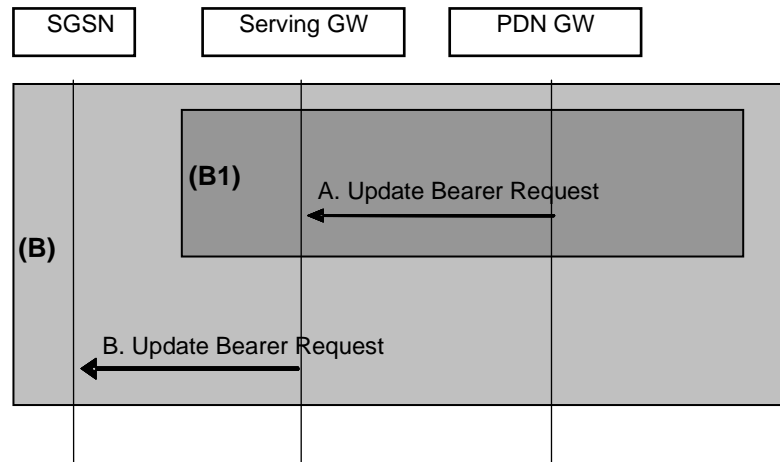 SGSN
Serving GW
PDN GW
(B1)
A. Update Bearer Request
(B)
B. Update Bearer Request